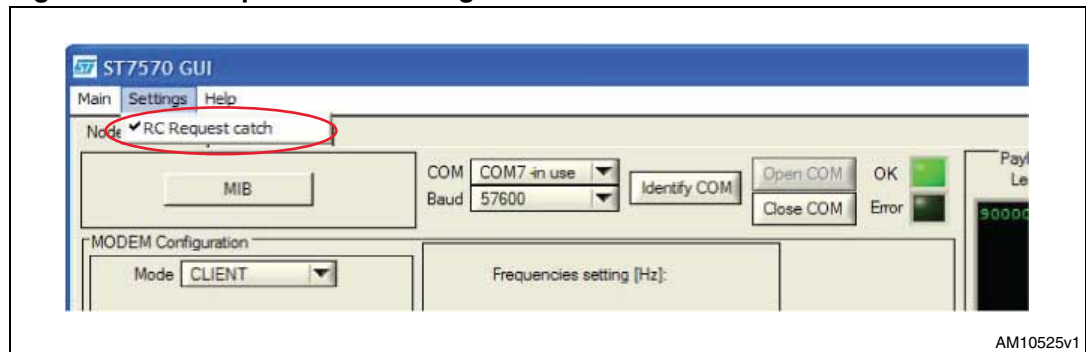 ST7570 GUI
Main Settings Help
Node
RC Request catch
MIB
COM COM7 -in use
Baud 57600
Identify COM
Open COM
Close COM
OK
Error
MODEM Configuration
Mode CLIENT
Frequencies setting [Hz]:
AM10525v1